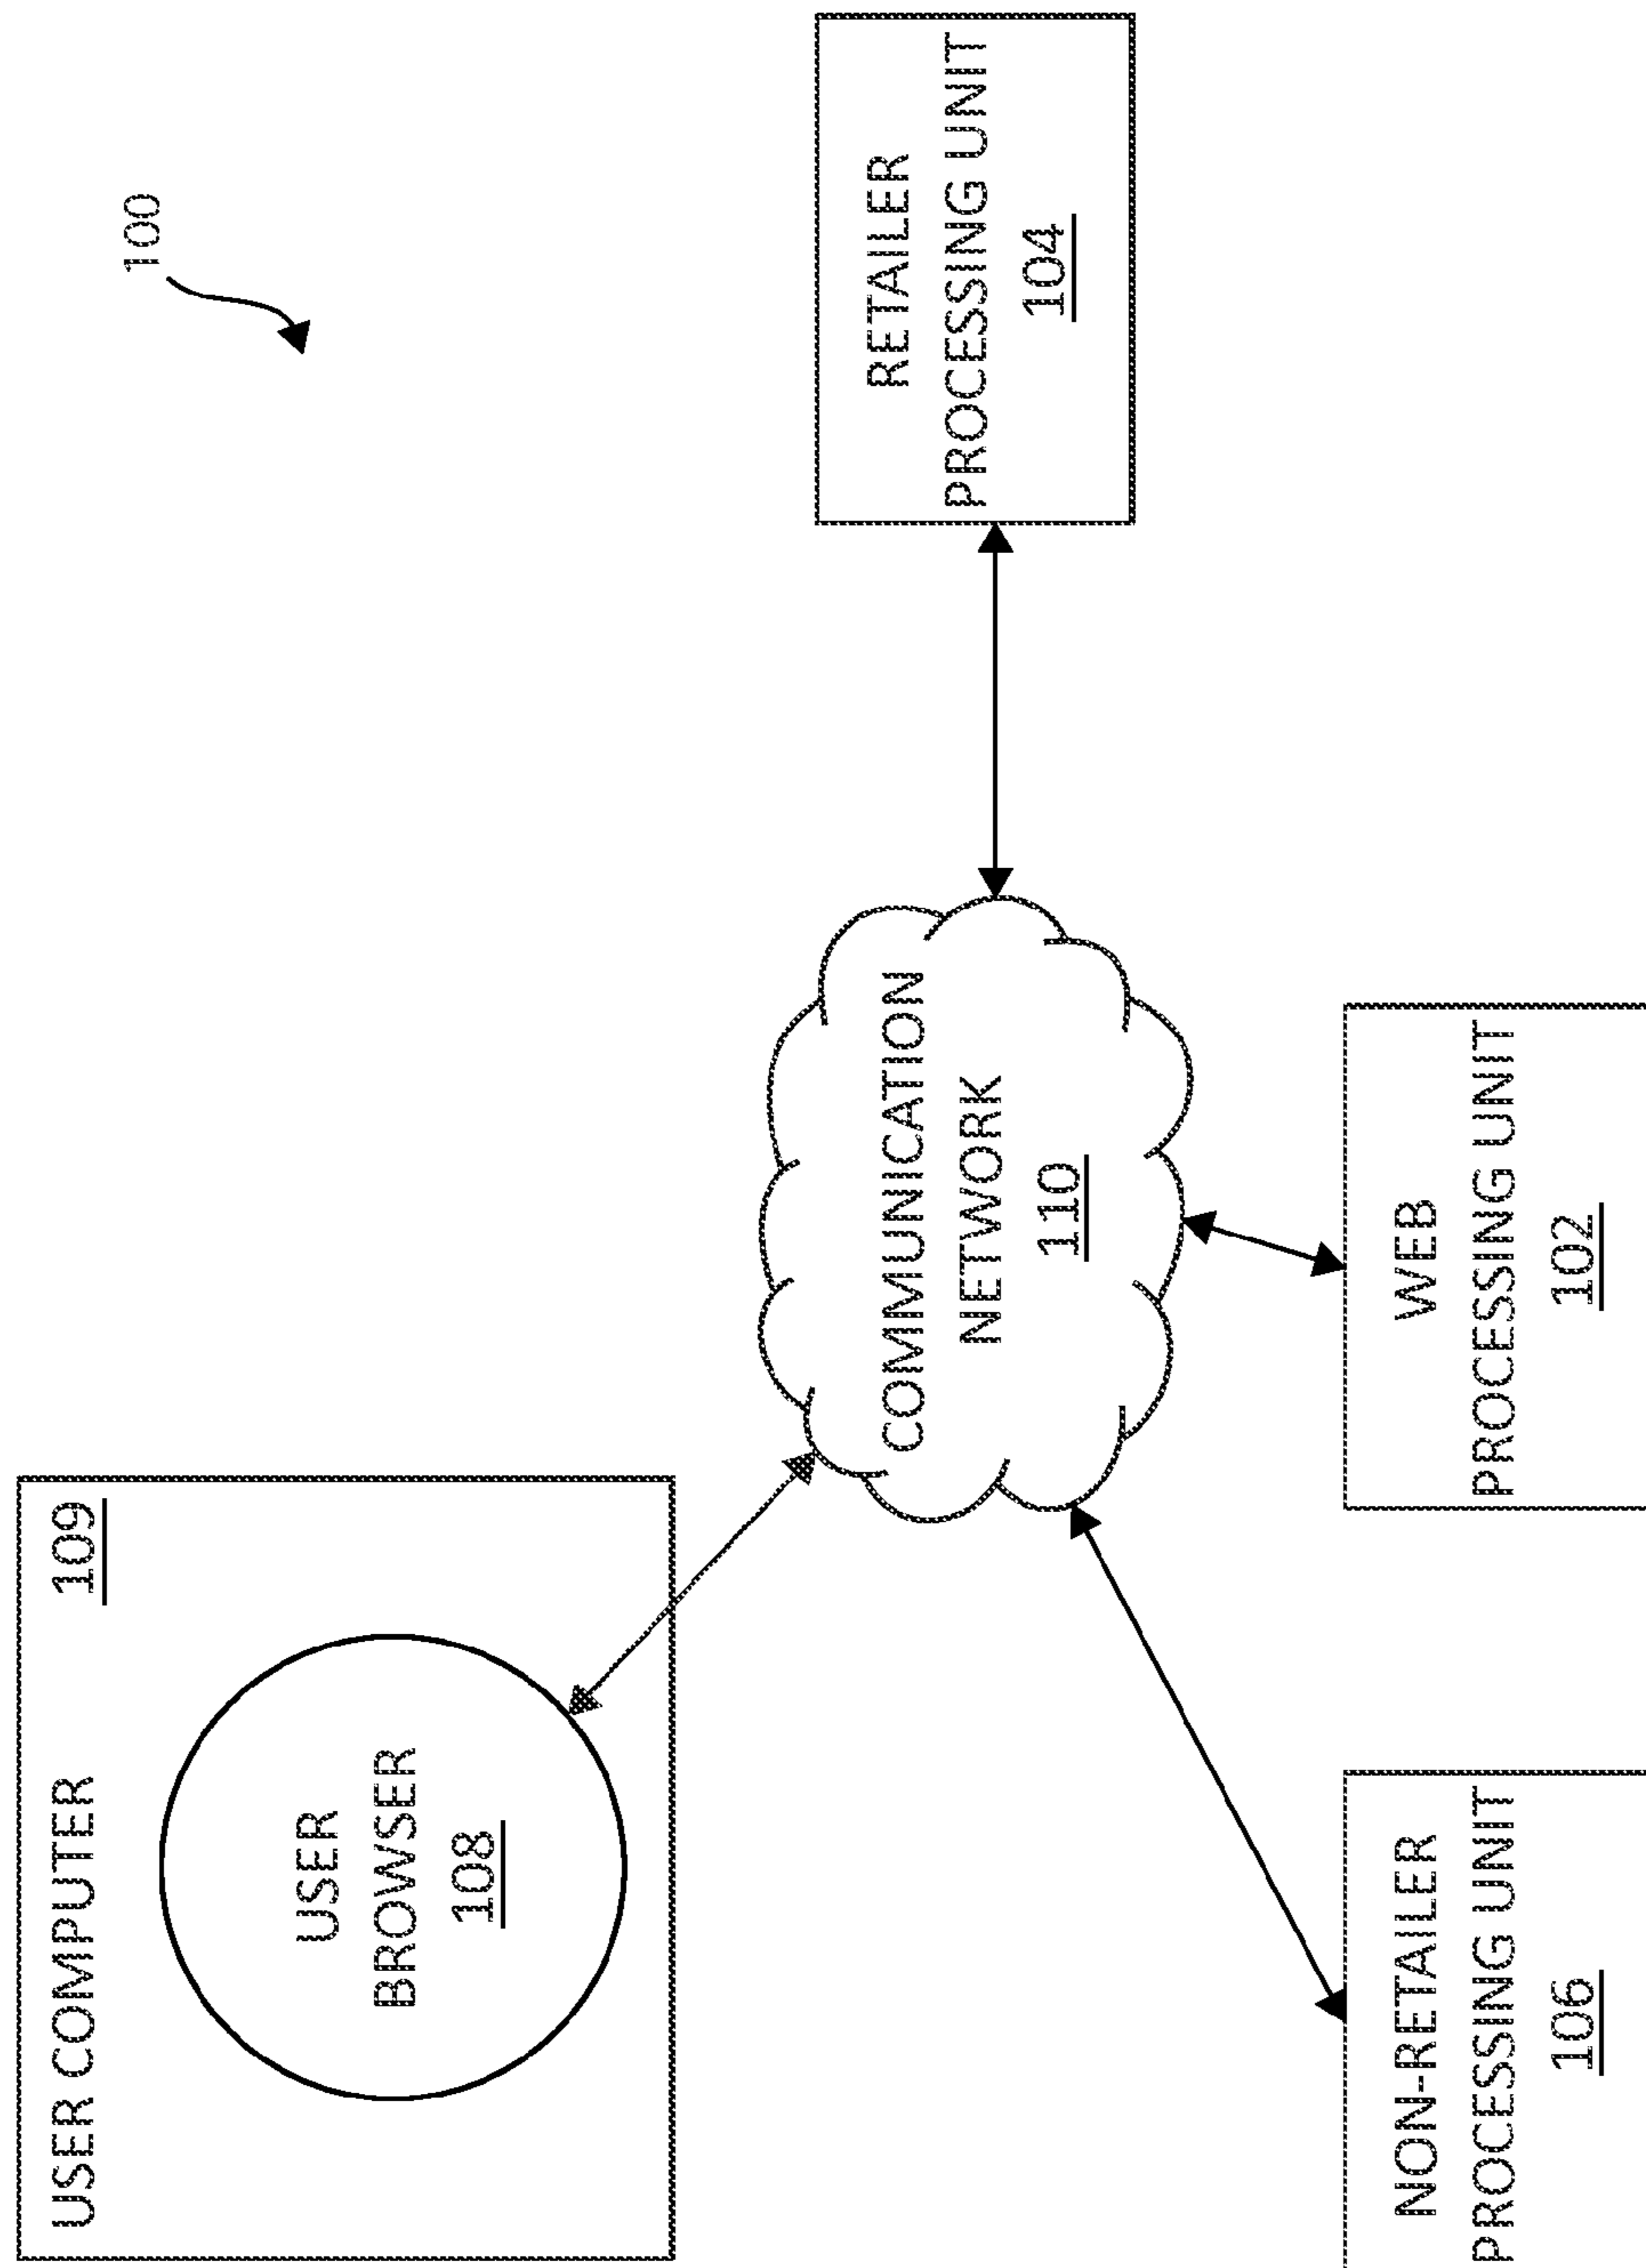 100
USER COMPUTER
109
USER
BROWSER
108
COMMUNICATION
NETWORK
110
RETAILER
PROCESSING UNIT
104
NON-RETAILER
PROCESSING UNIT
106
WEB
PROCESSING UNIT
102